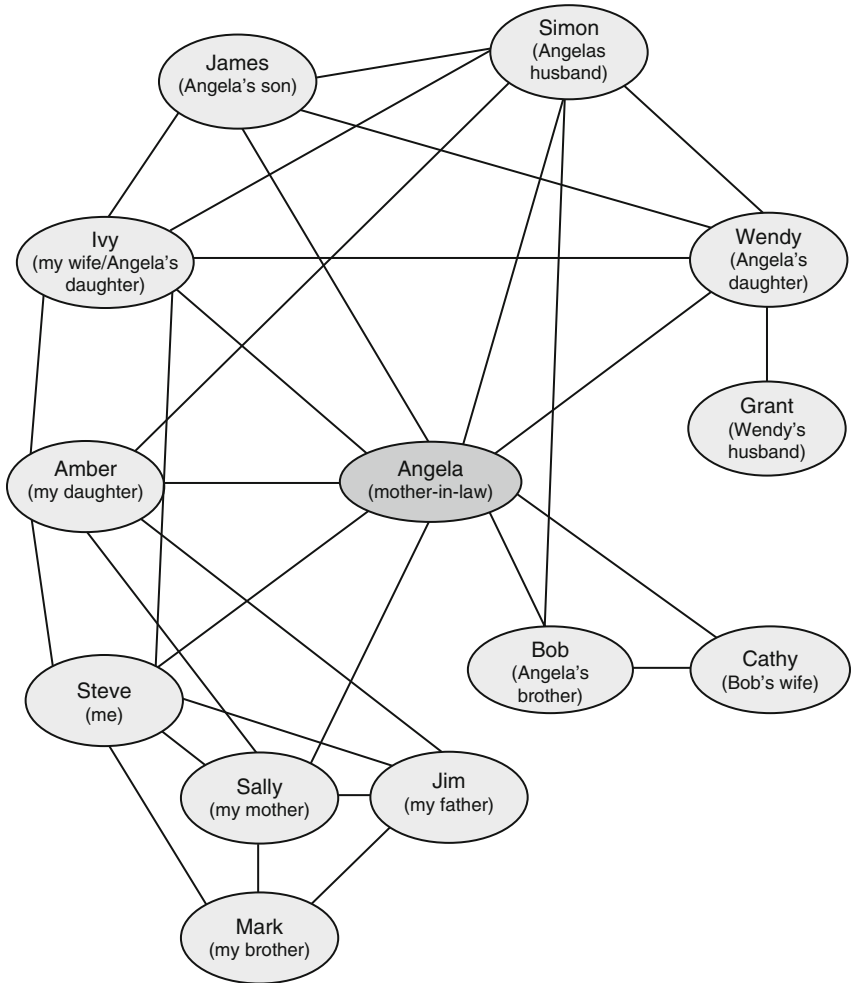 Simon
(Angelas
husband)
James
(Angela's son)
Ivy
(my wife/Angela's
daughter)
Wendy
(Angela's
daughter)
Grant
(Wendy's
husband)
Amber
(my daughter)
Angela
(mother-in-law)
Bob
(Angela's
brother)
Cathy
(Bob's wife)
Steve
(me)
Sally
(my mother)
Jim
(my father)
Mark
(my brother)